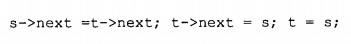 s->next =t->next; t->next = s; t = s;